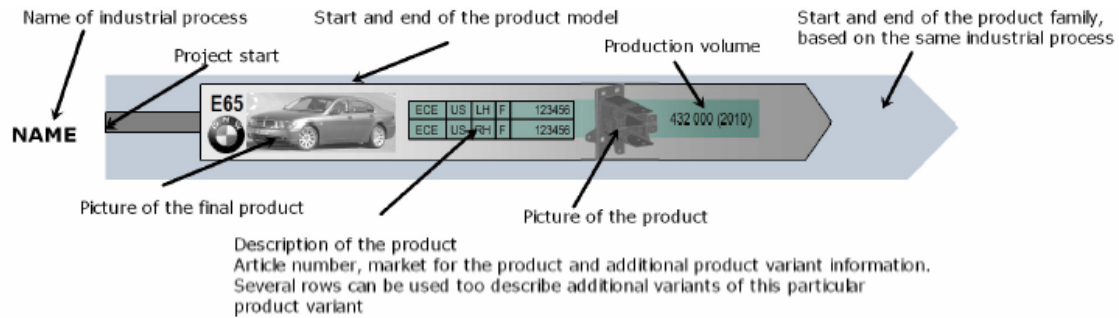 Name of industrial process
Start and end of the product model
Start and end of the product family,
based on the same industrial process
Project start
Production volume
E65
ECE US LH F 123456
ECE US RH F 123456
432 000 (2010)
NAME
Picture of the final product
Picture of the product
Description of the product
Article number, market for the product and additional product variant information.
Several rows can be used too describe additional variants of this particular
product variant